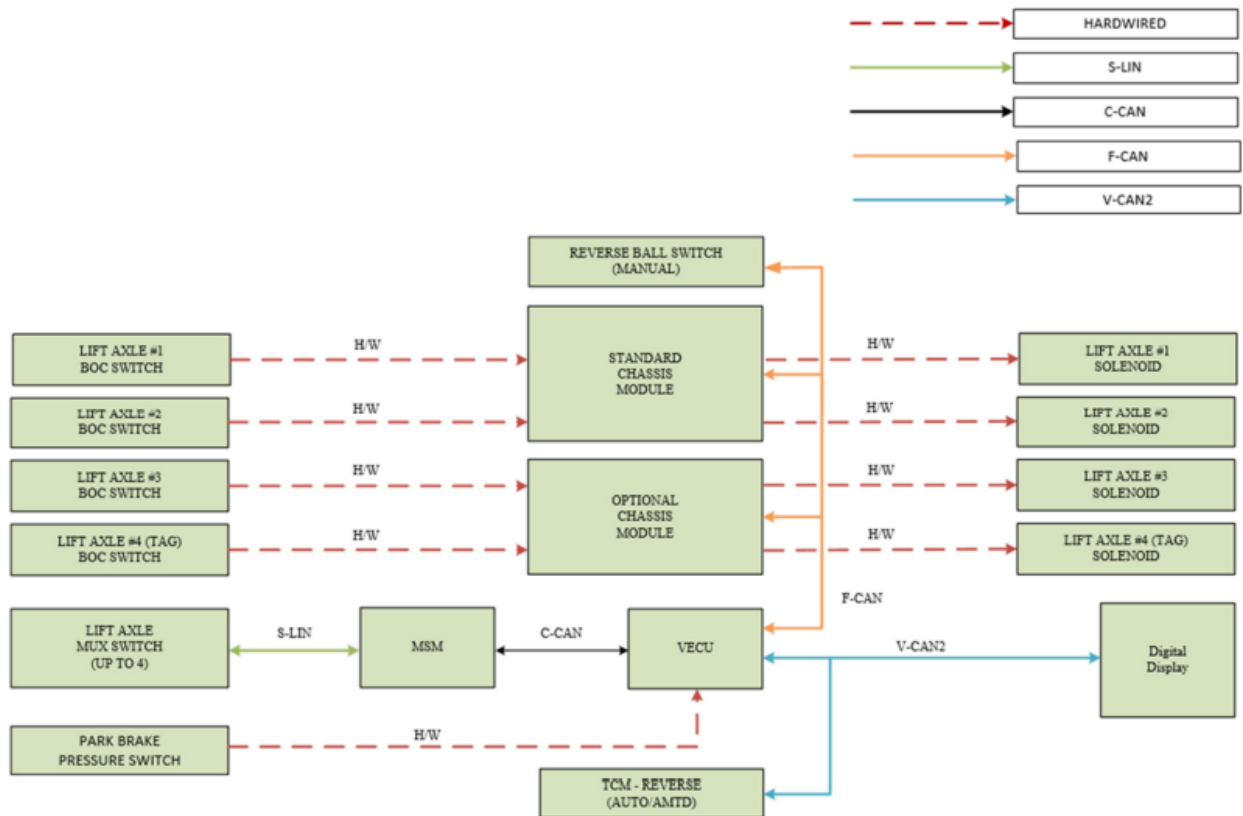 HARDWIRED
S-LIN
C-CAN
F-CAN
V-CAN2
REVERSE BALL SWITCH
(MANUAL)
LIFT AXLE #1
BOC SWITCH
H/W
STANDARD
CHASSIS
MODULE
H/W
LIFT AXLE #1
SOLENOID
LIFT AXLE #2
BOC SWITCH
H/W
H/W
LIFT AXLE #2
SOLENOID
LIFT AXLE #3
BOC SWITCH
H/W
OPTIONAL
CHASSIS
MODULE
H/W
LIFT AXLE #3
SOLENOID
LIFT AXLE #4 (TAG)
BOC SWITCH
H/W
H/W
LIFT AXLE #4 (TAG)
SOLENOID
F-CAN
LIFT AXLE
MUX SWITCH
(UP TO 4)
S-LIN
MSM
C-CAN
VECU
V-CAN2
Digital
Display
PARK BRAKE
PRESSURE SWITCH
H/W
TCM - REVERSE
(AUTO/AMTD)